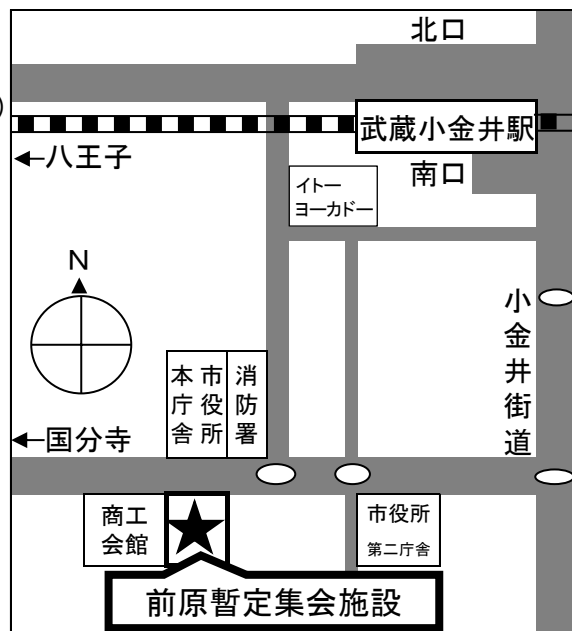 北口
武蔵小金井駅
←八王子
南口
イトー
ヨーカドー
N
小金井街道
市役所
本庁舎
消防署
←国分寺
商工
会館
市役所
第二庁舎
前原暫定集会施設